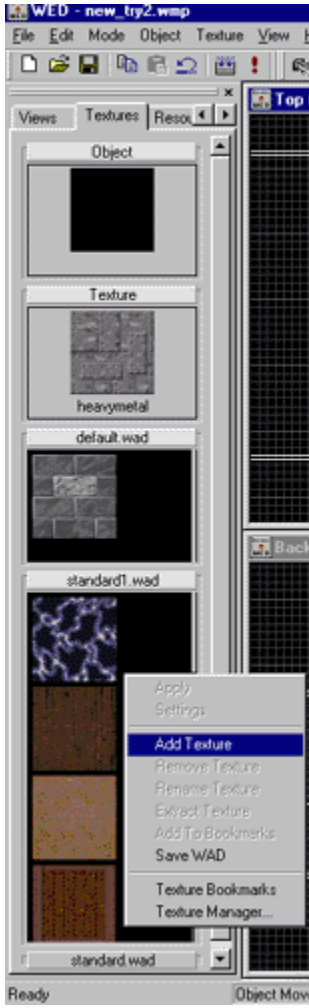 WED - new_try2.wmp
File Edit Mode Object Texture View
Views Textures Resou
Top
Object
Texture
heavymetal
default.wad
Back
standard1.wad
Apply
Settings
Add Texture
Remove Texture
Rename Texture
Extract Texture
Add To Bookmarks
Save WAD
Texture Bookmarks
Texture Manager...
standard.wad
Ready Object Mov